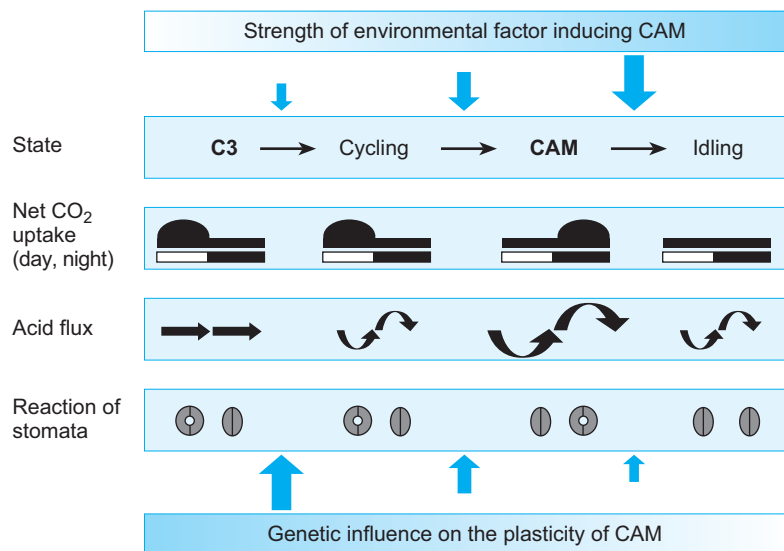 Strength of environmental factor inducing CAM
State
C3 → Cycling → CAM → Idling
Net CO₂
uptake
(day, night)
Acid flux
Reaction of
stomata
Genetic influence on the plasticity of CAM